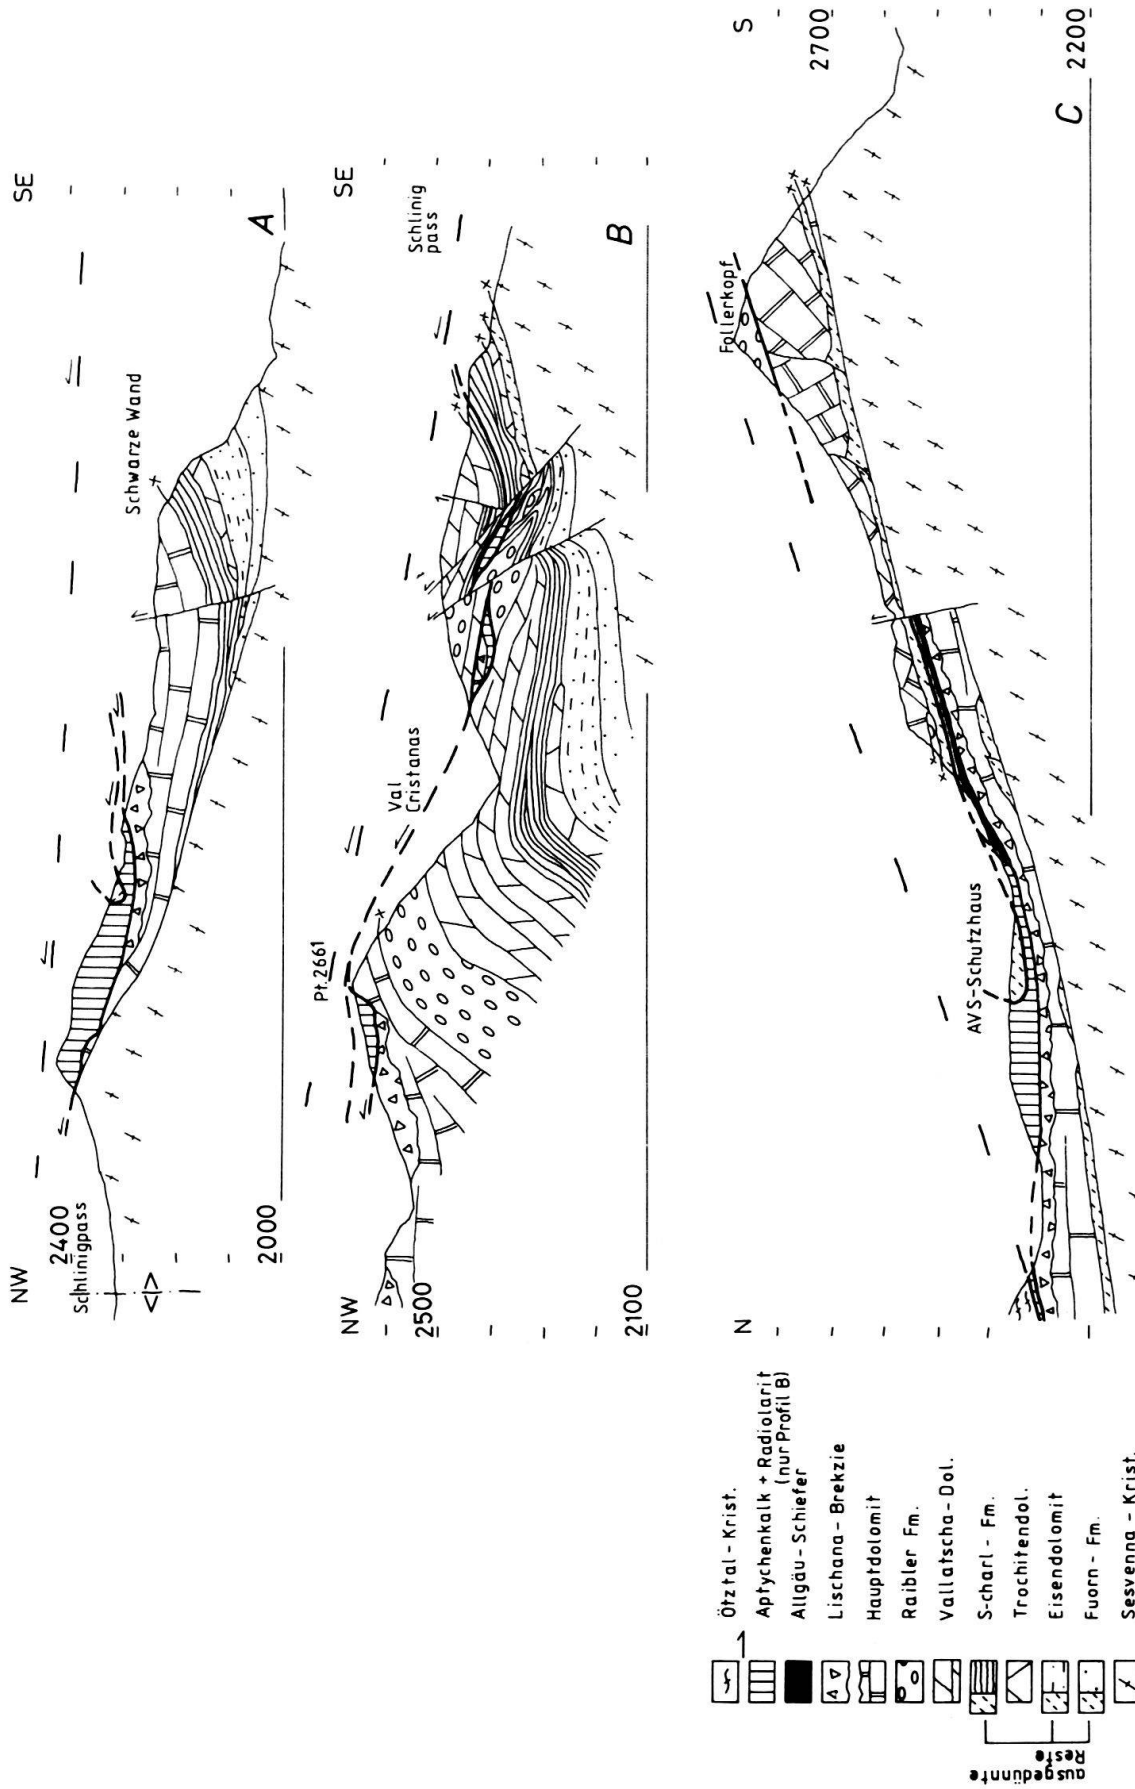 NW
SE
2400
Schlinigpass
<>
2000
Schwarze Wand
A
NW
SE
2500
2100
Pt.2661
Val
Cristanas
Schlinig
pass
B
N
S
2700
2200
AVS-Schutzhaus
Follerkopf
C
Ötztal-Krist.
Aptychenkalk + Radiolarit
(nur Profil B)
Allgäu-Schiefer
Lischana-Brekzie
Hauptdolomit
Raibler Fm.
Vallatscha-Dol.
S-charl-Fm.
Trochitendol.
Eisendolomit
Fuorn-Fm.
Sesvenna-Krist.
ausgedünnte
Reste